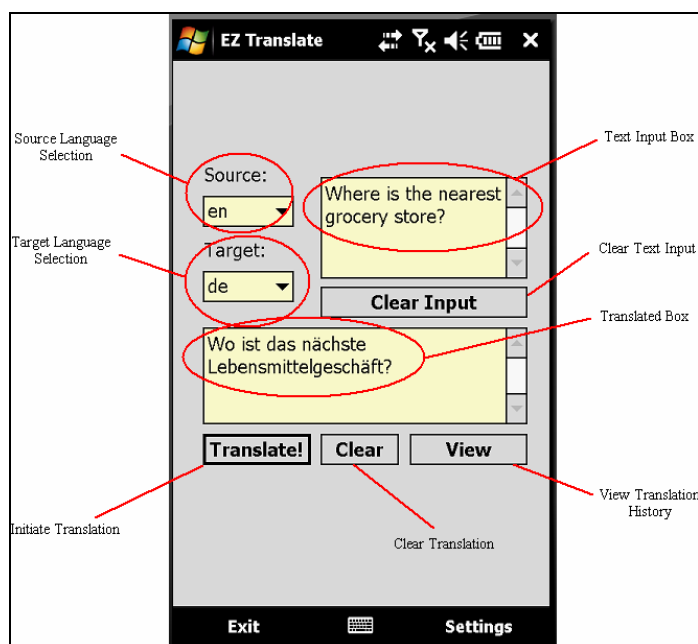 EZ Translate
Source Language
Selection
Text Input Box
Source:
en
Where is the nearest
grocery store?
Target Language
Selection
Target:
de
Clear Text Input
Clear Input
Translated Box
Wo ist das nächste
Lebensmittelgeschäft?
Translate!
Clear
View
Initiate Translation
Clear Translation
View Translation
History
Exit
Settings